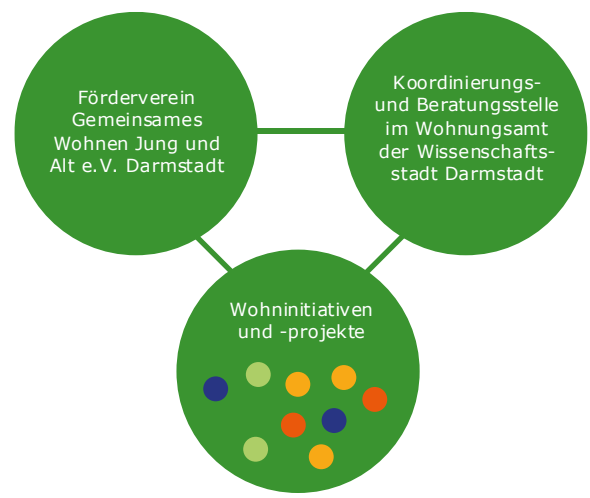 Förderverein
Gemeinsames
Wohnen Jung und
Alt e.V. Darmstadt
Koordinierungs-
und Beratungsstelle
im Wohnungsamt
der Wissenschafts-
stadt Darmstadt
Wohninitiativen
und -projekte